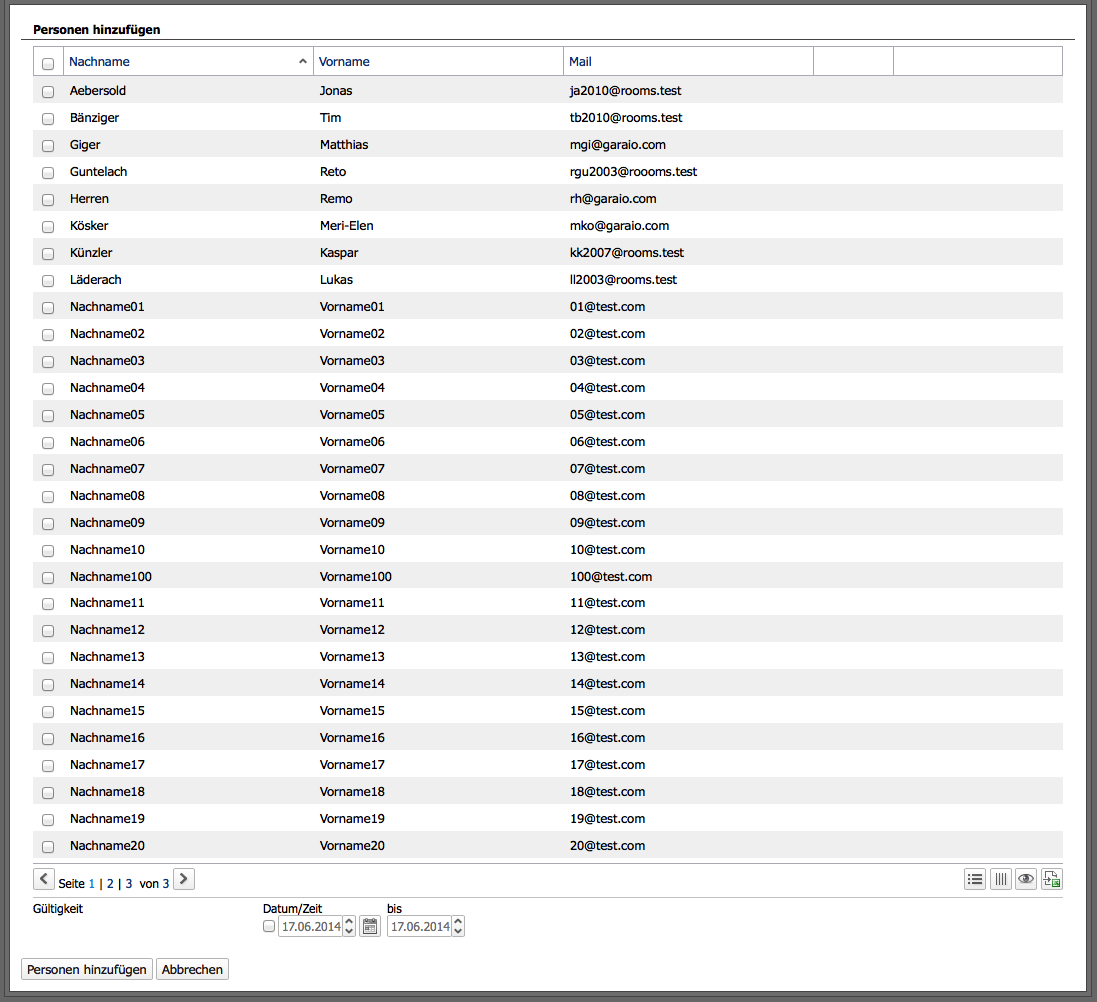 Personen hinzufügen
Nachname Vorname Mail
Aebersold Jonas ja2010@rooms.test
Bänziger Tim tb2010@rooms.test
Giger Matthias mgi@garaio.com
Guntelach Reto rgu2003@roooms.test
Herren Remo rh@garaio.com
Kösker Meri-Elen mko@garaio.com
Künzler Kaspar kk2007@rooms.test
Läderach Lukas ll2003@rooms.test
Nachname01 Vorname01 01@test.com
Nachname02 Vorname02 02@test.com
Nachname03 Vorname03 03@test.com
Nachname04 Vorname04 04@test.com
Nachname05 Vorname05 05@test.com
Nachname06 Vorname06 06@test.com
Nachname07 Vorname07 07@test.com
Nachname08 Vorname08 08@test.com
Nachname09 Vorname09 09@test.com
Nachname10 Vorname10 10@test.com
Nachname100 Vorname100 100@test.com
Nachname11 Vorname11 11@test.com
Nachname12 Vorname12 12@test.com
Nachname13 Vorname13 13@test.com
Nachname14 Vorname14 14@test.com
Nachname15 Vorname15 15@test.com
Nachname16 Vorname16 16@test.com
Nachname17 Vorname17 17@test.com
Nachname18 Vorname18 18@test.com
Nachname19 Vorname19 19@test.com
Nachname20 Vorname20 20@test.com
Seite 1 | 2 | 3 von 3
Gültigkeit Datum/Zeit bis
17.06.2014 17.06.2014
Personen hinzufügen Abbrechen